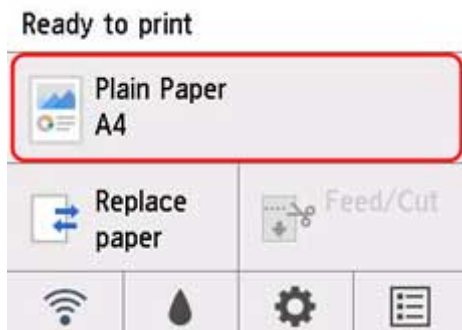 Ready to print
Plain Paper
A4
Replace
paper
Feed/Cut